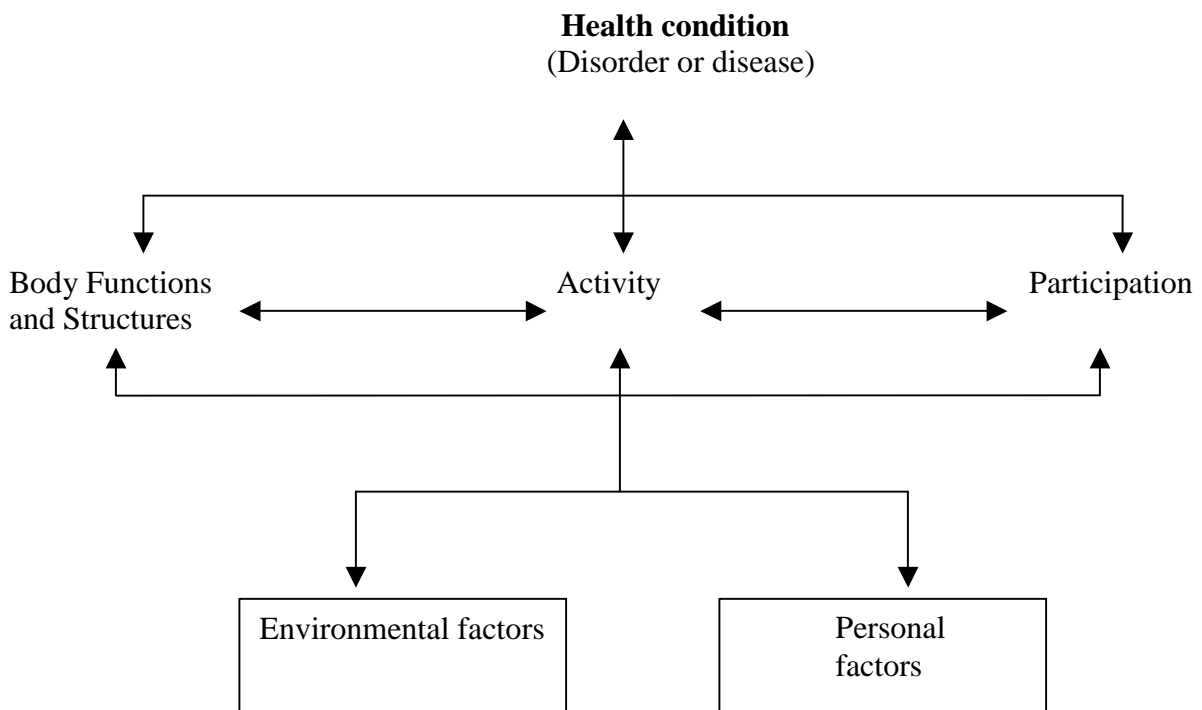 Health condition
(Disorder or disease)
Body Functions
and Structures
Activity
Participation
Environmental factors
Personal
factors